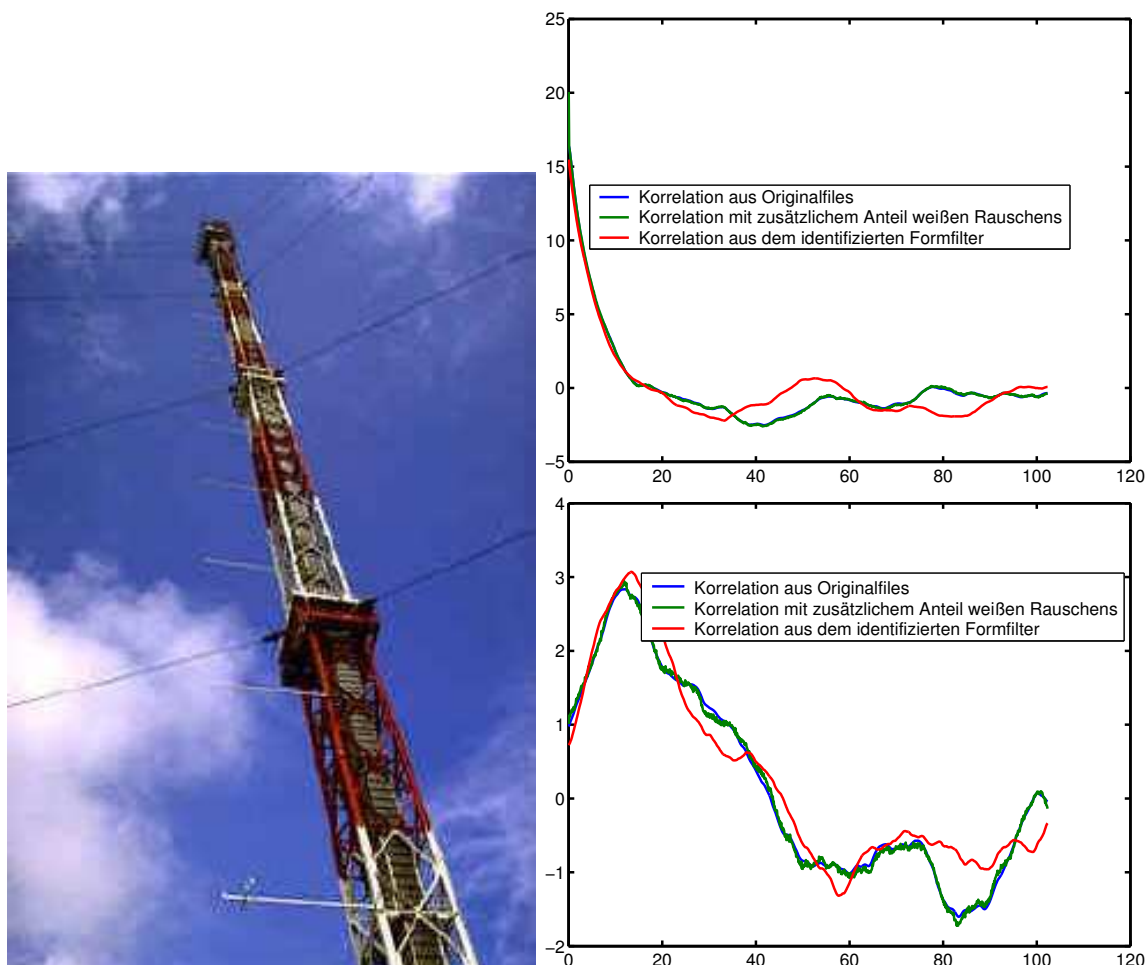 25
20
15
10
5
0
−5
0 20 40 60 80 100 120
Korrelation aus Originalfiles
Korrelation mit zusätzlichem Anteil weißen Rauschens
Korrelation aus dem identifizierten Formfilter
4
3
2
1
0
−1
−2
0 20 40 60 80 100 120
Korrelation aus Originalfiles
Korrelation mit zusätzlichem Anteil weißen Rauschens
Korrelation aus dem identifizierten Formfilter